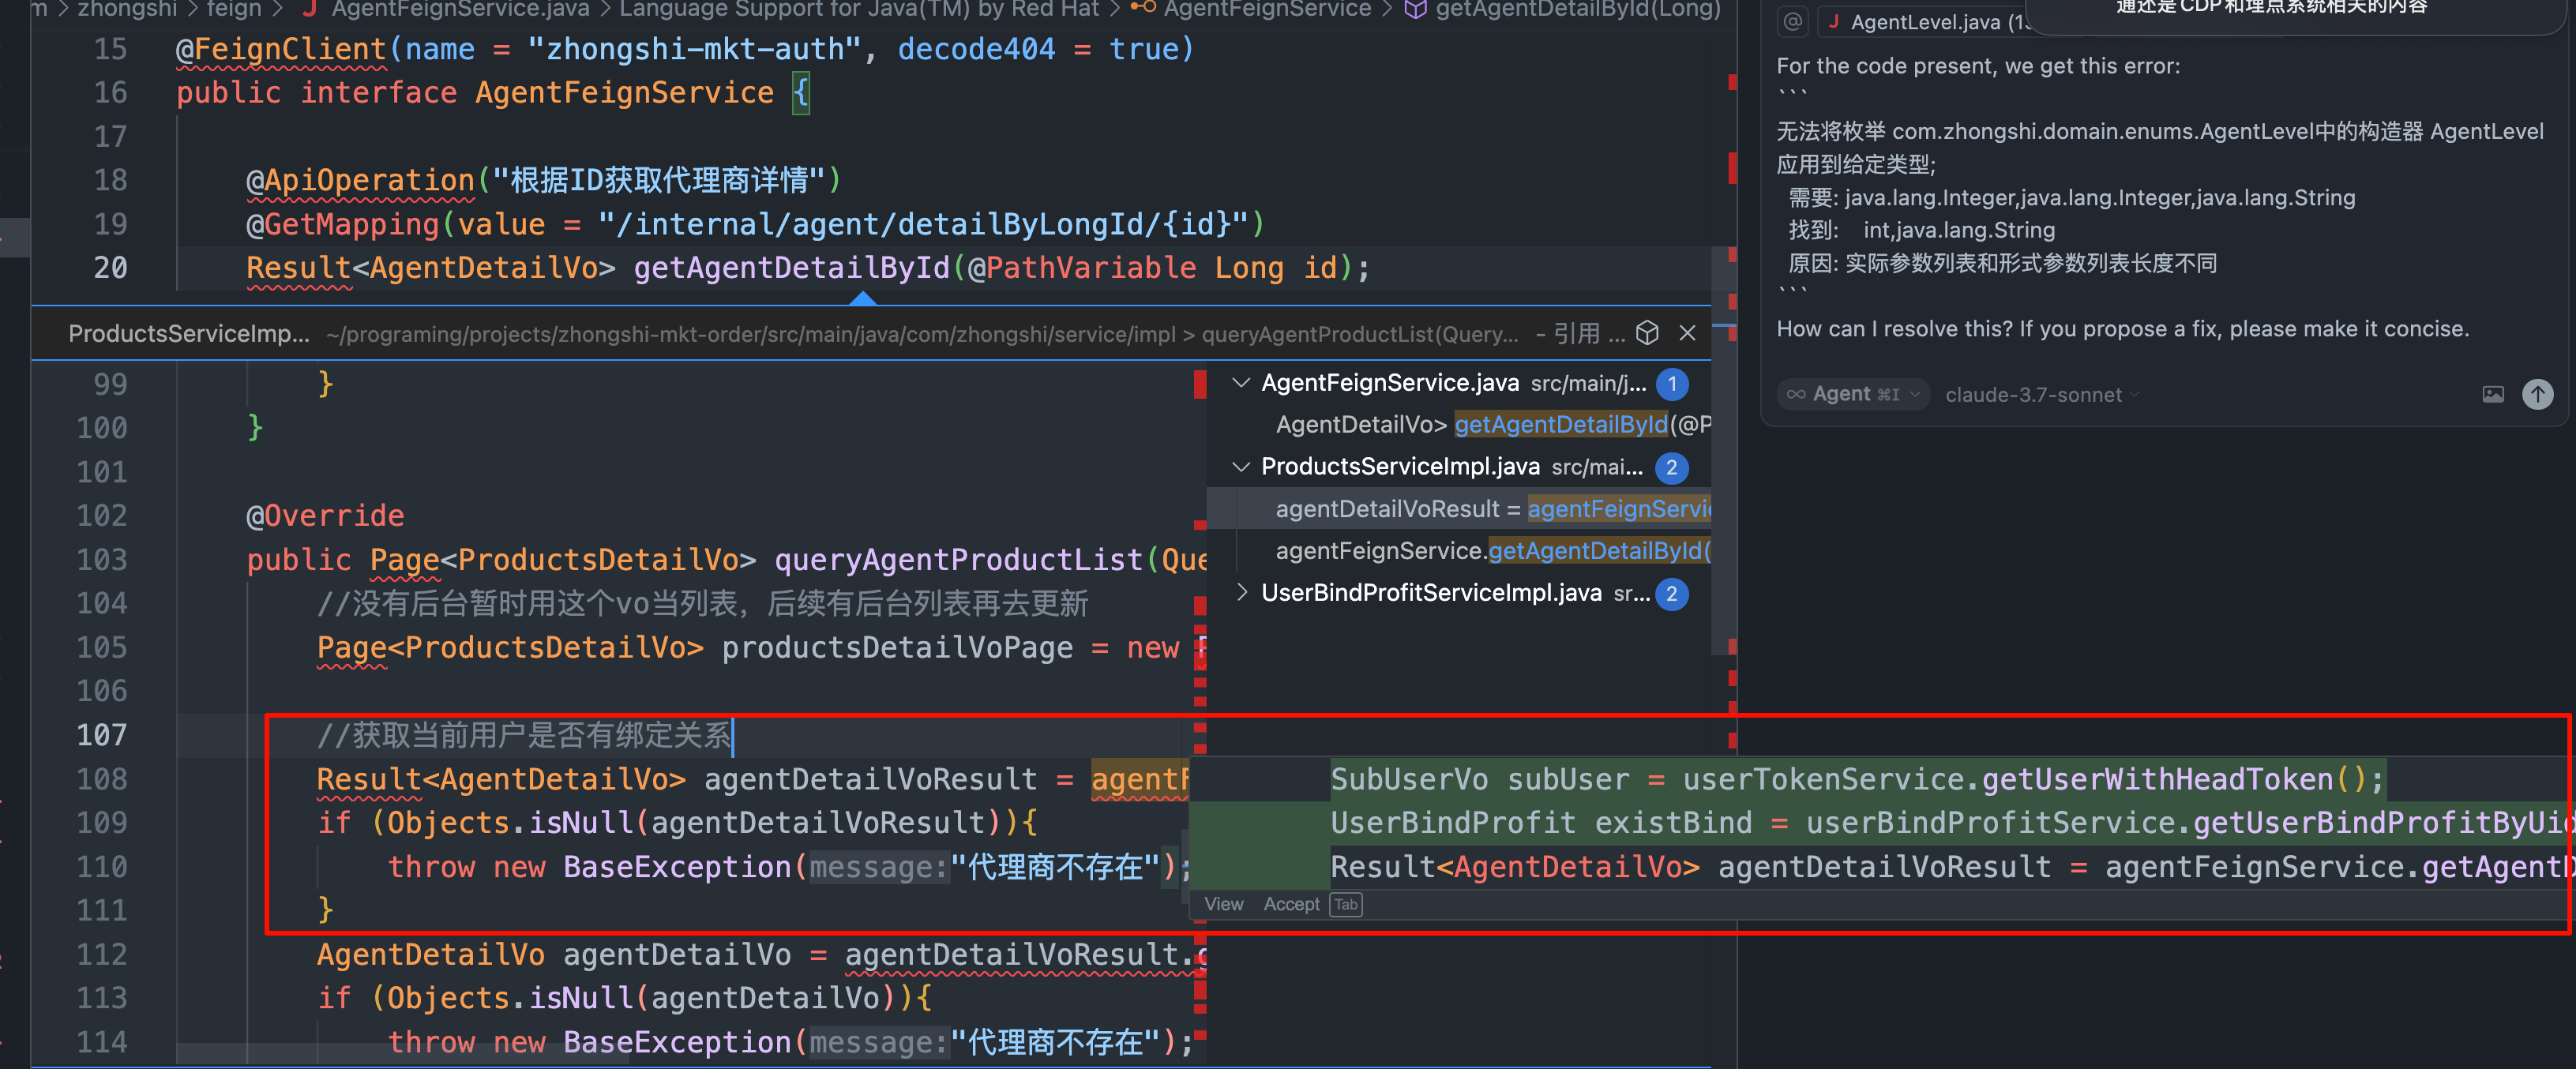 m > zhongshi > feign > J AgentFeignService.java > Language Support for Java(TM) by Red Hat > AgentFeignService > getAgentDetailById(Long)
15 @FeignClient(name = "zhongshi-mkt-auth", decode404 = true)
16 public interface AgentFeignService {
17
18 @ApiOperation("根据ID获取代理商详情")
19 @GetMapping(value = "/internal/agent/detailByLongId/{id}")
20 Result<AgentDetailVo> getAgentDetailById(@PathVariable Long id);
ProductsServiceImp... ~/programing/projects/zhongshi-mkt-order/src/main/java/com/zhongshi/service/impl > queryAgentProductList(Query... - 引用 ...
99 }
100 }
101
102 @Override
103 public Page<ProductsDetailVo> queryAgentProductList(Que
104 //没有后台暂时用这个vo当列表，后续有后台列表再去更新
105 Page<ProductsDetailVo> productsDetailVoPage = new
106
107 //获取当前用户是否有绑定关系
108 Result<AgentDetailVo> agentDetailVoResult = agentF
109 if (Objects.isNull(agentDetailVoResult)){
110 throw new BaseException(message:"代理商不存在");
111 }
112 AgentDetailVo agentDetailVo = agentDetailVoResult.g
113 if (Objects.isNull(agentDetailVo)){
114 throw new BaseException(message:"代理商不存在");
AgentFeignService.java src/main/j... 1
AgentDetailVo> getAgentDetailById(@P
ProductsServiceImpl.java src/mai... 2
agentDetailVoResult = agentFeignServi
agentFeignService.getAgentDetailById(
UserBindProfitServiceImpl.java sr... 2
SubUserVo subUser = userTokenService.getUserWithHeadToken();
UserBindProfit existBind = userBindProfitService.getUserBindProfitByUid
Result<AgentDetailVo> agentDetailVoResult = agentFeignService.getAgentD
View Accept Tab
通还是CDP和埋点系统相关的内容
@ J AgentLevel.java (1
For the code present, we get this error:
```
无法将枚举 com.zhongshi.domain.enums.AgentLevel中的构造器 AgentLevel
应用到给定类型;
需要: java.lang.Integer,java.lang.Integer,java.lang.String
找到: int,java.lang.String
原因: 实际参数列表和形式参数列表长度不同
```
How can I resolve this? If you propose a fix, please make it concise.
∞ Agent ⌘I claude-3.7-sonnet